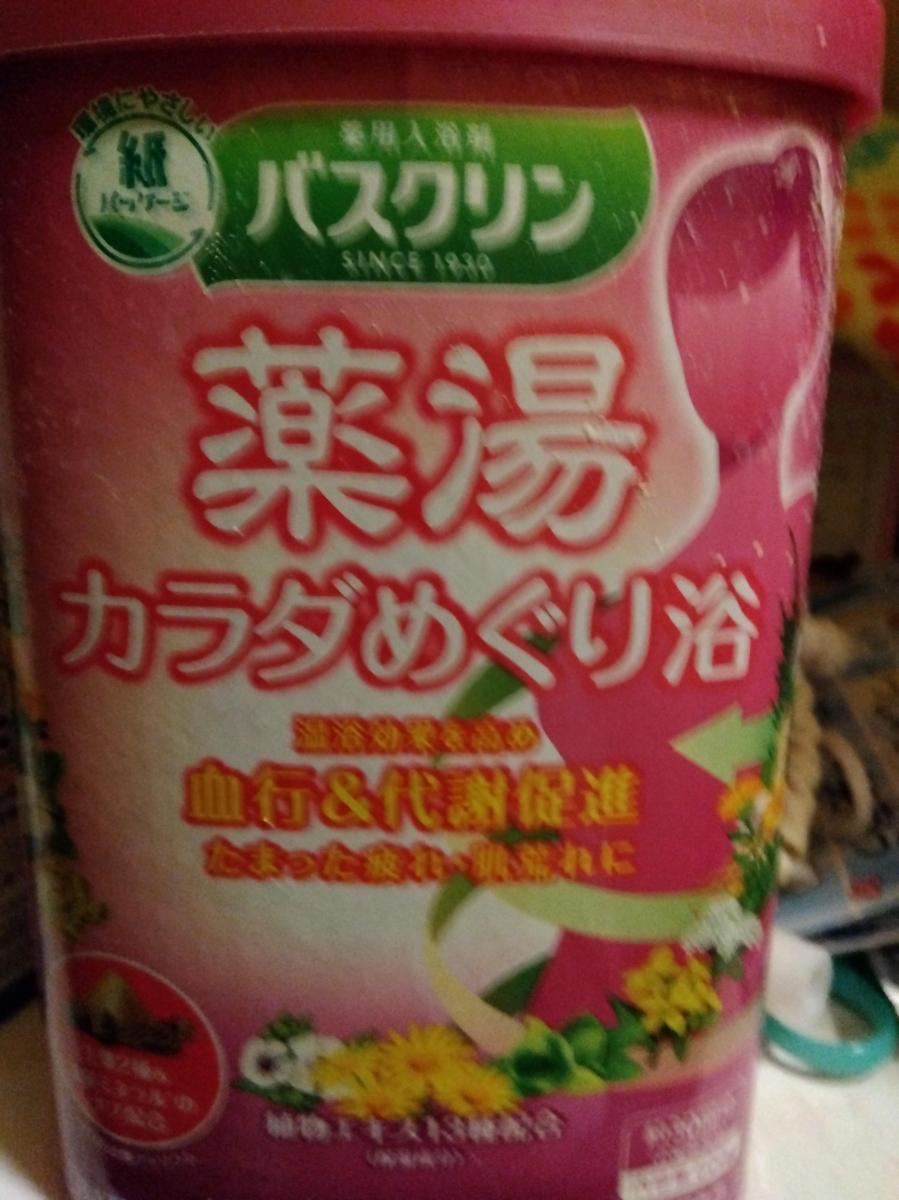 環境にやさしい
紙
パッケージ
薬用入浴剤
バスクリン
SINCE 1930
薬湯
カラダめぐり浴
温浴効果を高め
血行&代謝促進
たまった疲れ・肌荒れに
植物エキス13種配合